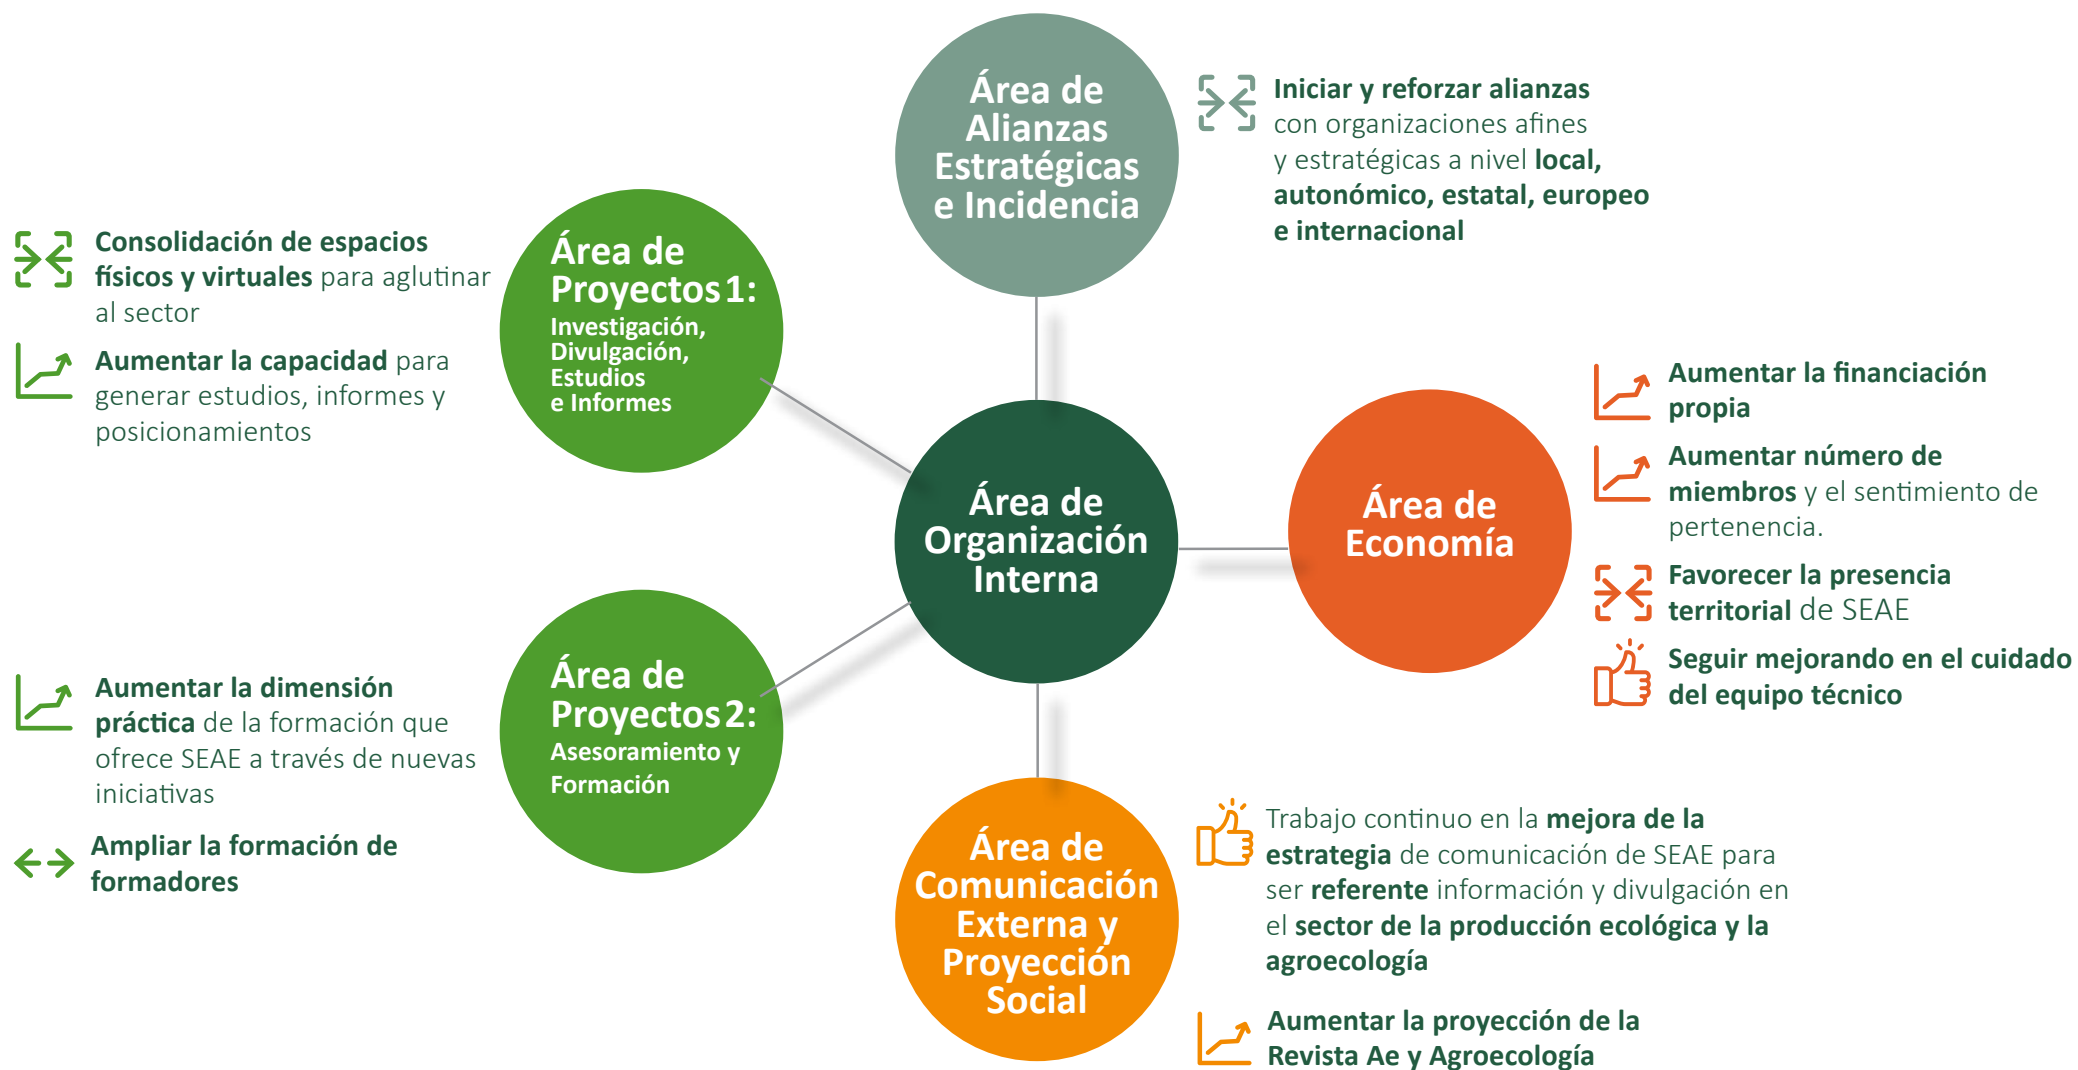 Área de
Alianzas
Estratégicas
e Incidencia
Iniciar y reforzar alianzas
con organizaciones afines
y estratégicas a nivel local,
autonómico, estatal, europeo
e internacional
Consolidación de espacios
físicos y virtuales para aglutinar
al sector
Aumentar la capacidad para
generar estudios, informes y
posicionamientos
Área de
Proyectos 1:
Investigación,
Divulgación,
Estudios
e Informes
Área de
Organización
Interna
Área de
Economía
Aumentar la financiación
propia
Aumentar número de
miembros y el sentimiento de
pertenencia.
Favorecer la presencia
territorial de SEAE
Seguir mejorando en el cuidado
del equipo técnico
Aumentar la dimensión
práctica de la formación que
ofrece SEAE a través de nuevas
iniciativas
Ampliar la formación de
formadores
Área de
Proyectos 2:
Asesoramiento y
Formación
Área de
Comunicación
Externa y
Proyección
Social
Trabajo continuo en la mejora de la
estrategia de comunicación de SEAE para
ser referente información y divulgación en
el sector de la producción ecológica y la
agroecología
Aumentar la proyección de la
Revista Ae y Agroecología